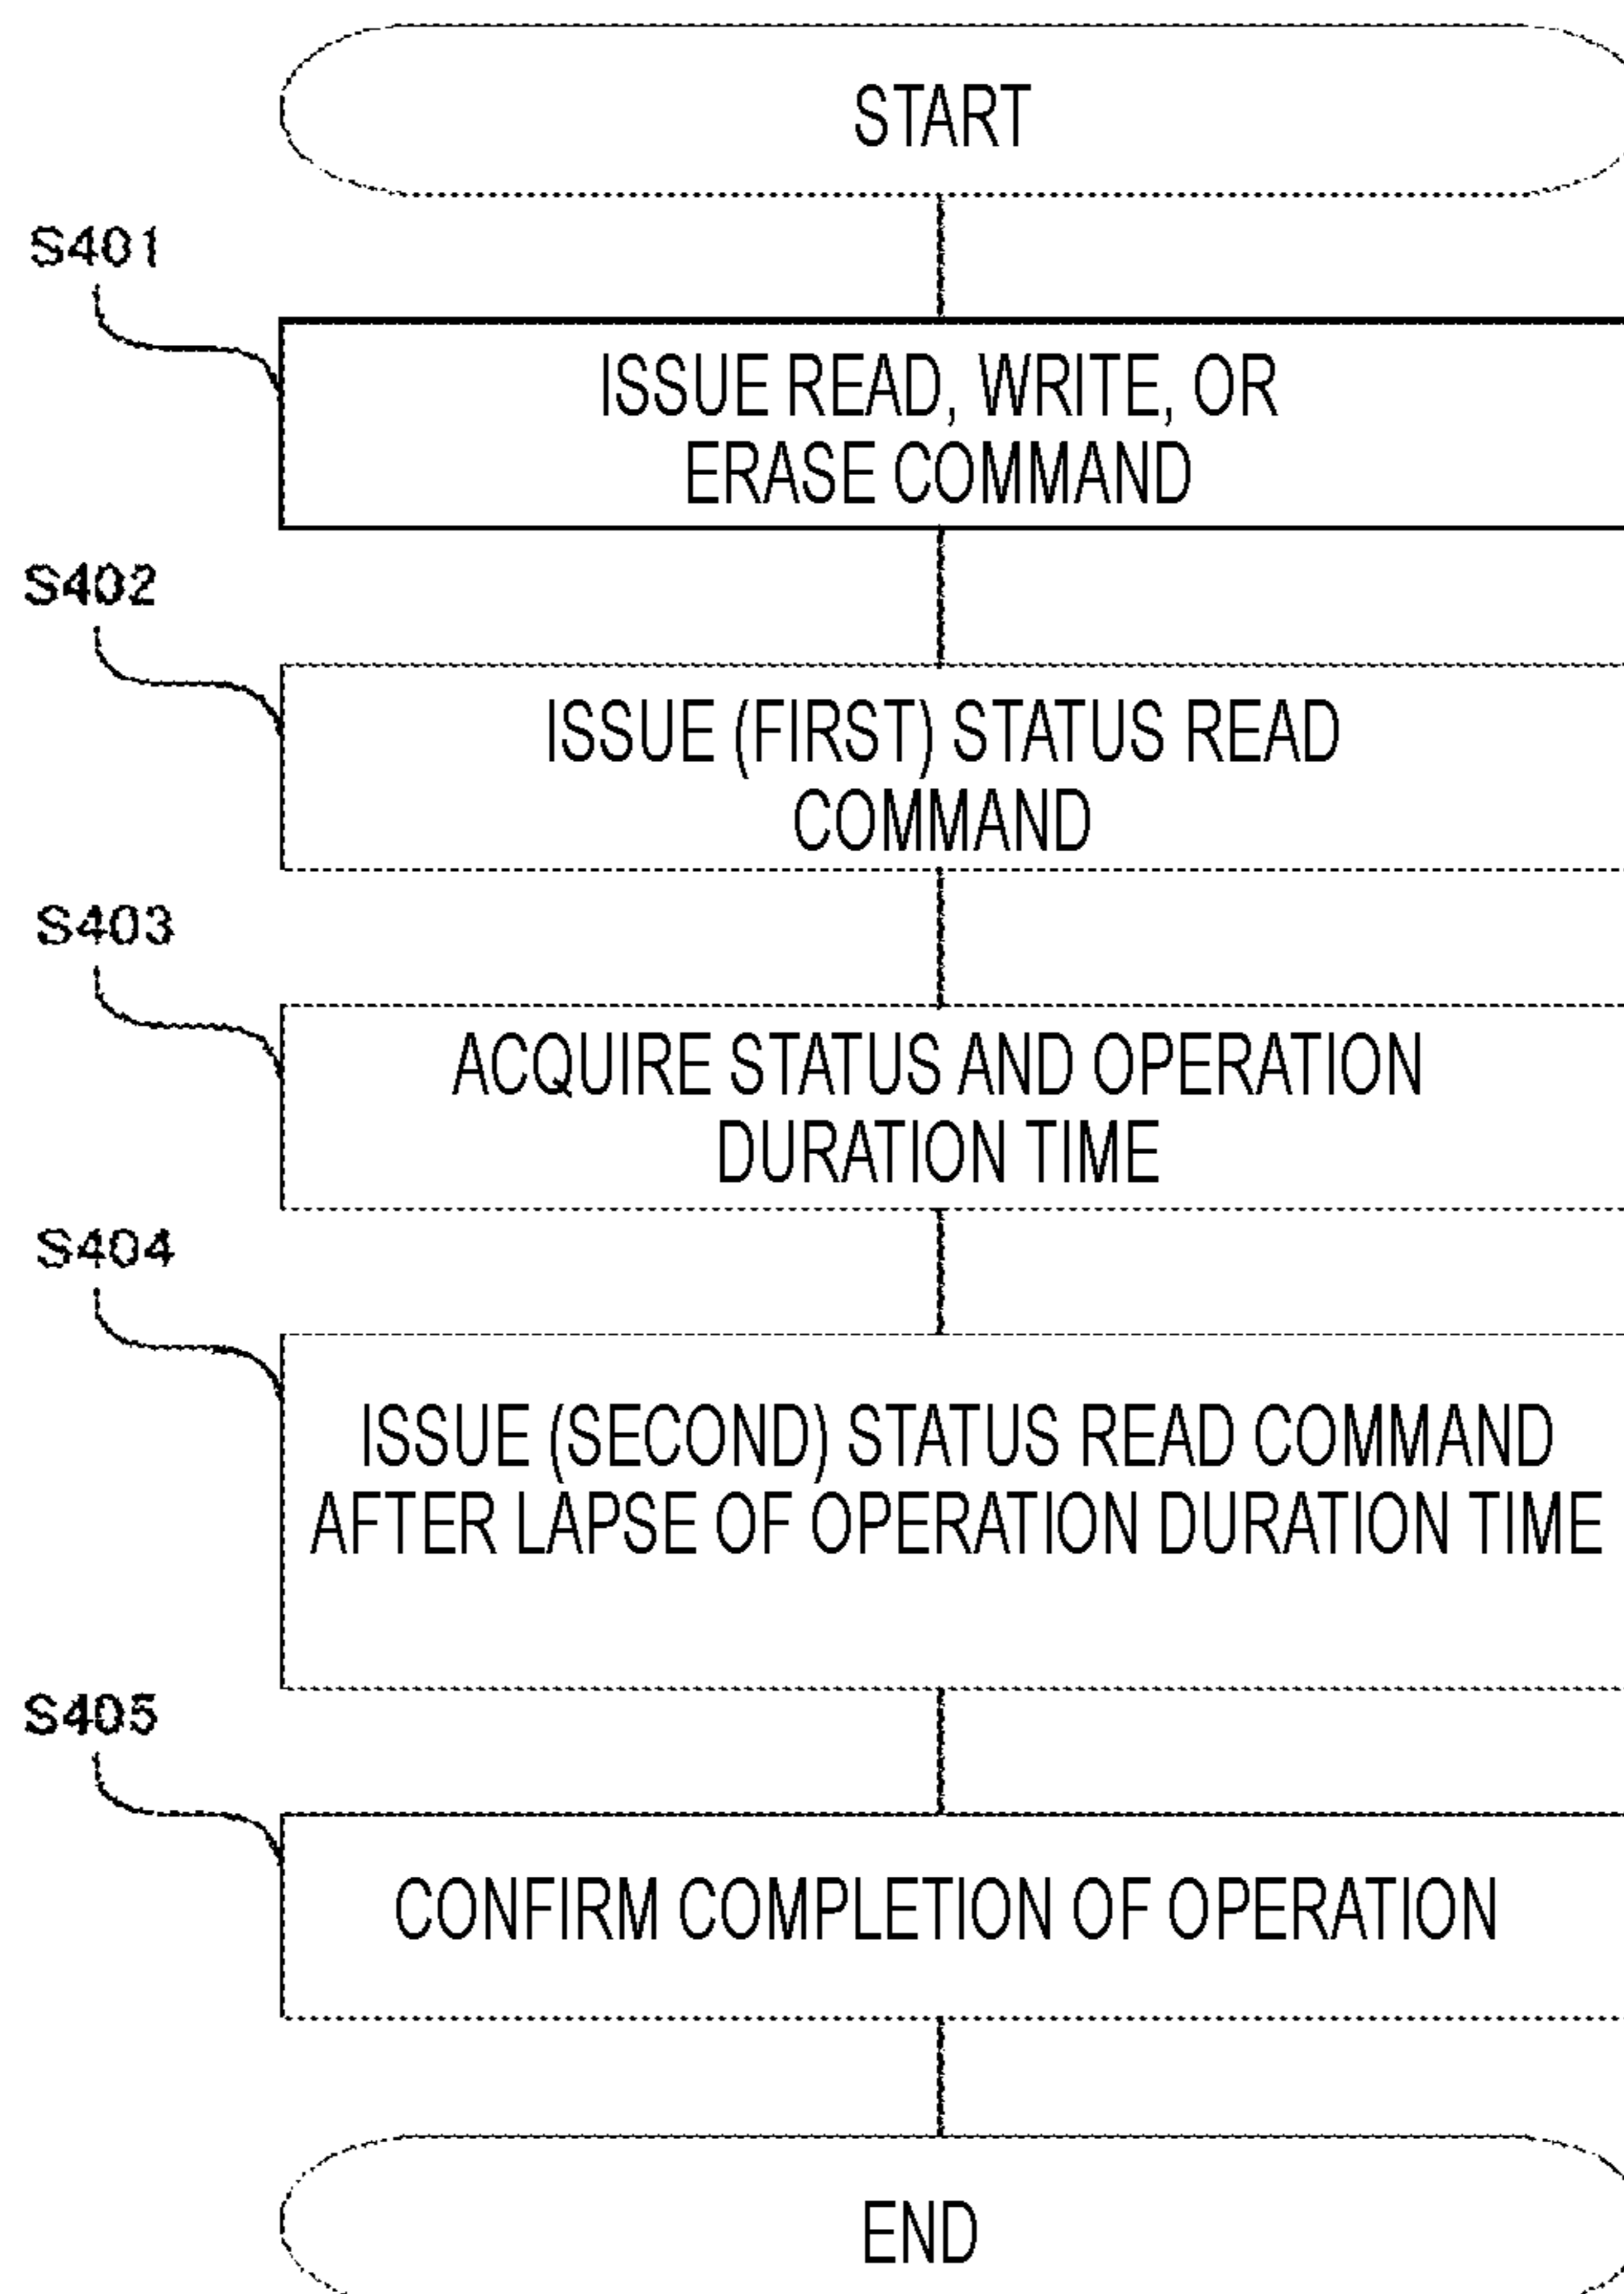 START
S401
ISSUE READ, WRITE, OR
ERASE COMMAND
S402
ISSUE (FIRST) STATUS READ
COMMAND
S403
ACQUIRE STATUS AND OPERATION
DURATION TIME
S404
ISSUE (SECOND) STATUS READ COMMAND
AFTER LAPSE OF OPERATION DURATION TIME
S405
CONFIRM COMPLETION OF OPERATION
END